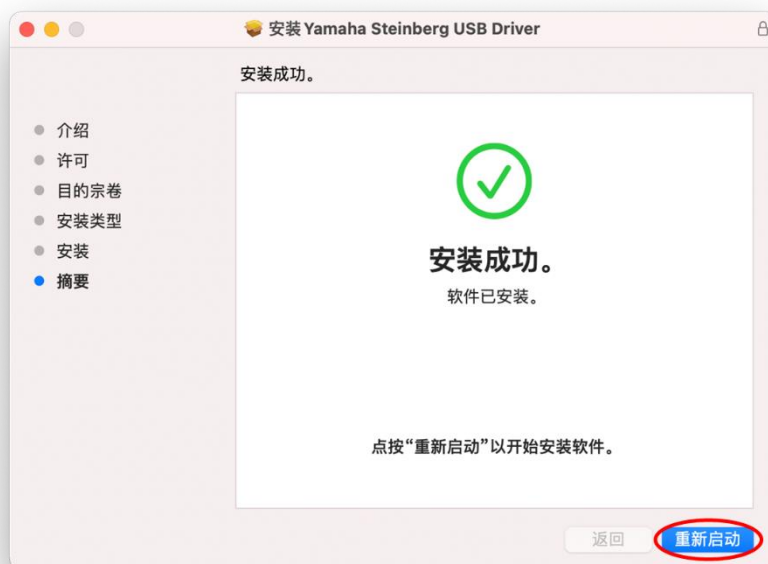 安装 Yamaha Steinberg USB Driver
安装成功。
介绍
许可
目的宗卷
安装类型
安装
摘要
安装成功。
软件已安装。
点按“重新启动”以开始安装软件。
返回
重新启动